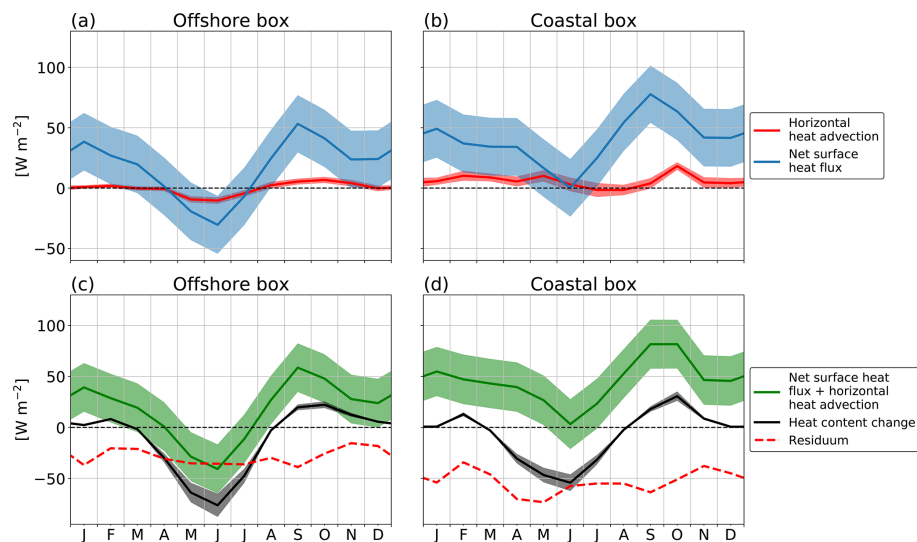 (a) Offshore box
(b) Coastal box
[W m⁻²]
100
50
0
−50
Horizontal
heat advection
Net surface
heat flux
(c) Offshore box
(d) Coastal box
[W m⁻²]
100
50
0
−50
J F M A M J J A S O N D
J F M A M J J A S O N D
Net surface heat
flux + horizontal
heat advection
Heat content change
Residuum